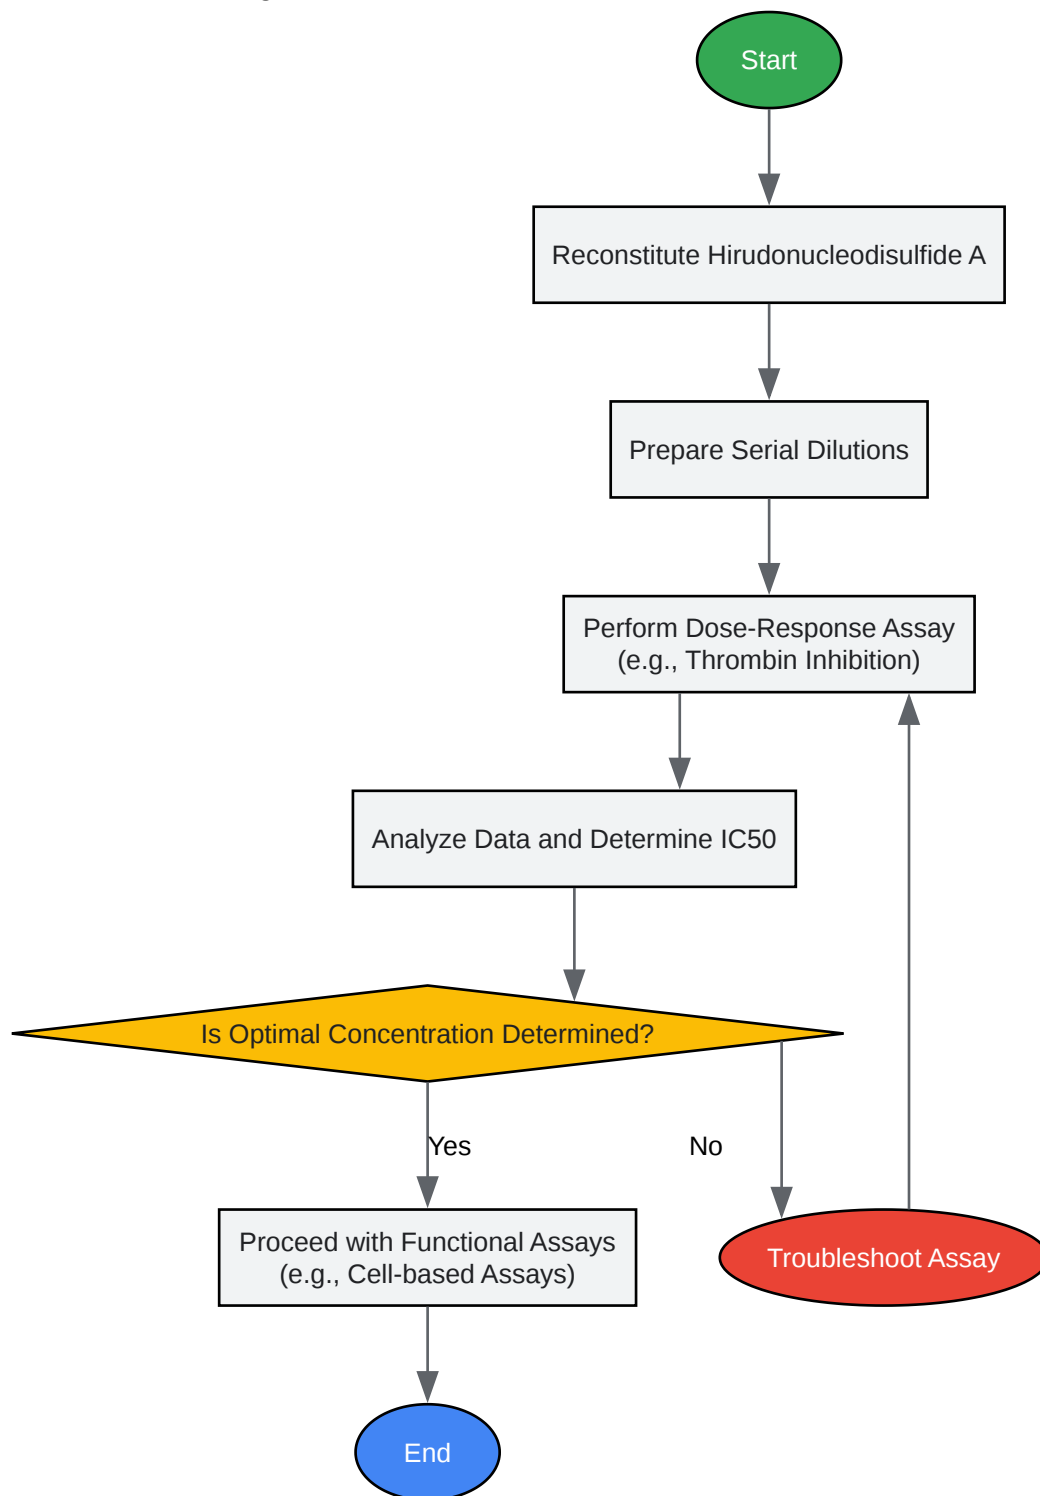 Start
Reconstitute Hirudonucleodisulfide A
Prepare Serial Dilutions
Perform Dose-Response Assay
(e.g., Thrombin Inhibition)
Analyze Data and Determine IC50
Is Optimal Concentration Determined?
Yes
No
Proceed with Functional Assays
(e.g., Cell-based Assays)
Troubleshoot Assay
End